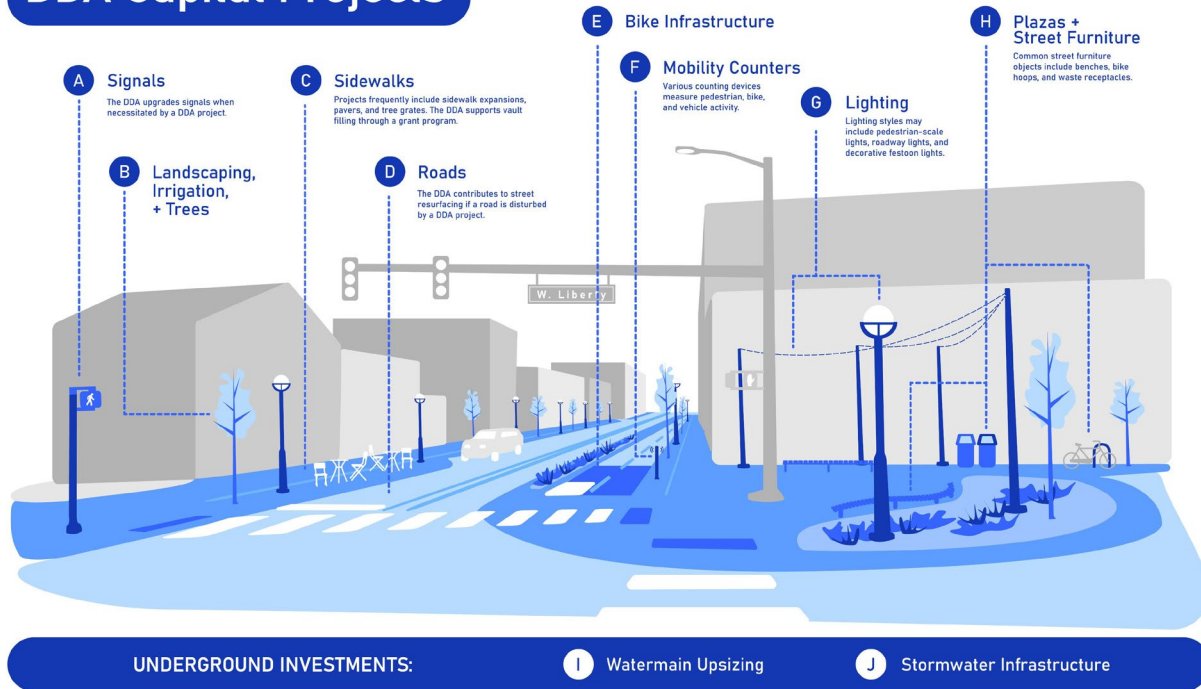 DDA Capital Projects
A
Signals
The DDA upgrades signals when
necessitated by a DDA project.
B
Landscaping,
Irrigation,
+ Trees
C
Sidewalks
Projects frequently include sidewalk expansions,
pavers, and tree grates. The DDA supports vault
filling through a grant program.
D
Roads
The DDA contributes to street
resurfacing if a road is disturbed
by a DDA project.
E
Bike Infrastructure
F
Mobility Counters
Various counting devices
measure pedestrian, bike,
and vehicle activity.
G
Lighting
Lighting styles may
include pedestrian-scale
lights, roadway lights, and
decorative festoon lights.
H
Plazas +
Street Furniture
Common street furniture
objects include benches, bike
hoops, and waste receptacles.
W. Liberty
UNDERGROUND INVESTMENTS:
I
Watermain Upsizing
J
Stormwater Infrastructure